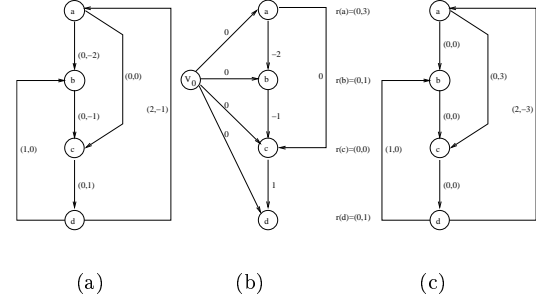 a
(0,−2)
(0,0)
b
(0,−1)
(2,−1)
(1,0)
c
(0,1)
d
(a)
a
0
−2
V0
0
b
0
0
−1
0
c
1
d
(b)
r(a)=(0,3)
a
(0,0)
r(b)=(0,1)
b
(0,3)
(0,0)
(2,−3)
r(c)=(0,0)
(1,0)
c
(0,0)
r(d)=(0,1)
d
(c)